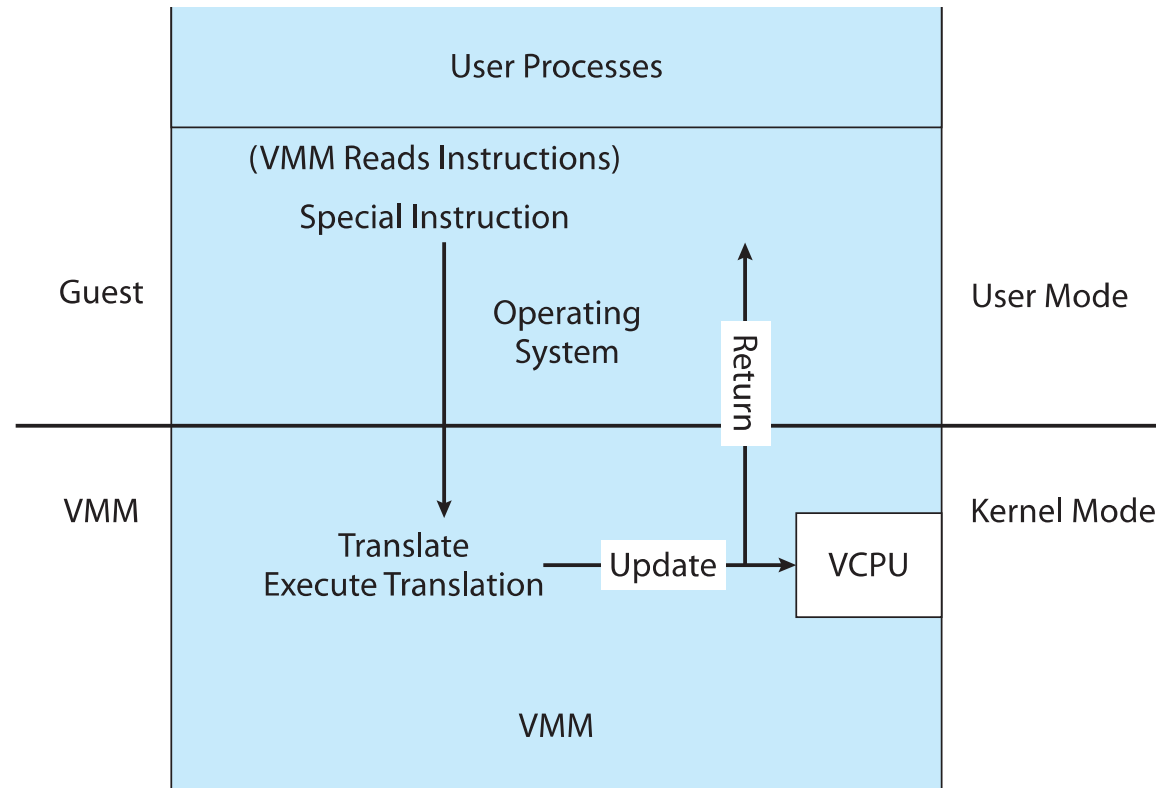 User Processes
(VMM Reads Instructions)
Special Instruction
Guest
Operating
System
Return
User Mode
VMM
Kernel Mode
Translate
Execute Translation
Update
VCPU
VMM